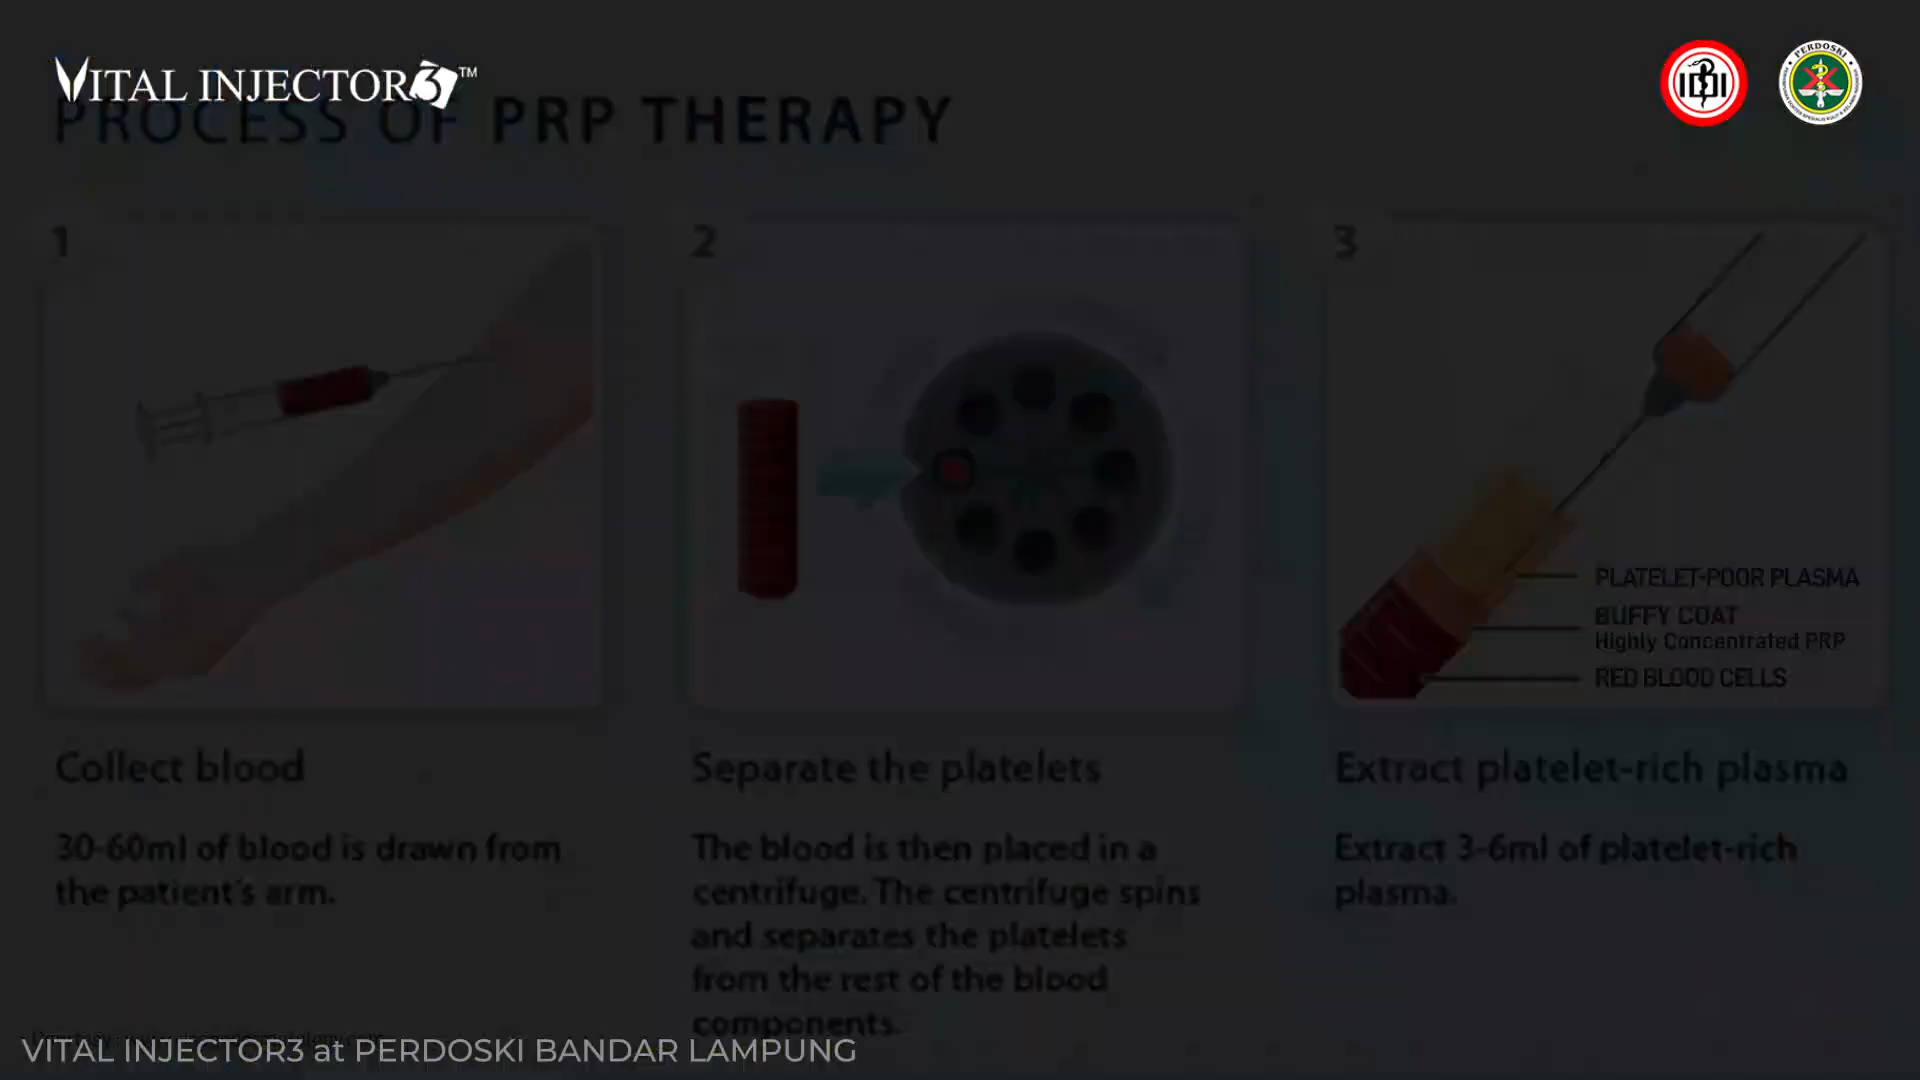 VITAL INJECTOR3™
IDI
PERDOSKI
PROCESS OF PRP THERAPY
1
2
3
PLATELET-POOR PLASMA
BUFFY COAT
Highly Concentrated PRP
RED BLOOD CELLS
Collect blood
30-60ml of blood is drawn from
the patient's arm.
Separate the platelets
The blood is then placed in a
centrifuge. The centrifuge spins
and separates the platelets
from the rest of the blood
components.
Extract platelet-rich plasma
Extract 3-6ml of platelet-rich
plasma.
VITAL INJECTOR3 at PERDOSKI BANDAR LAMPUNG